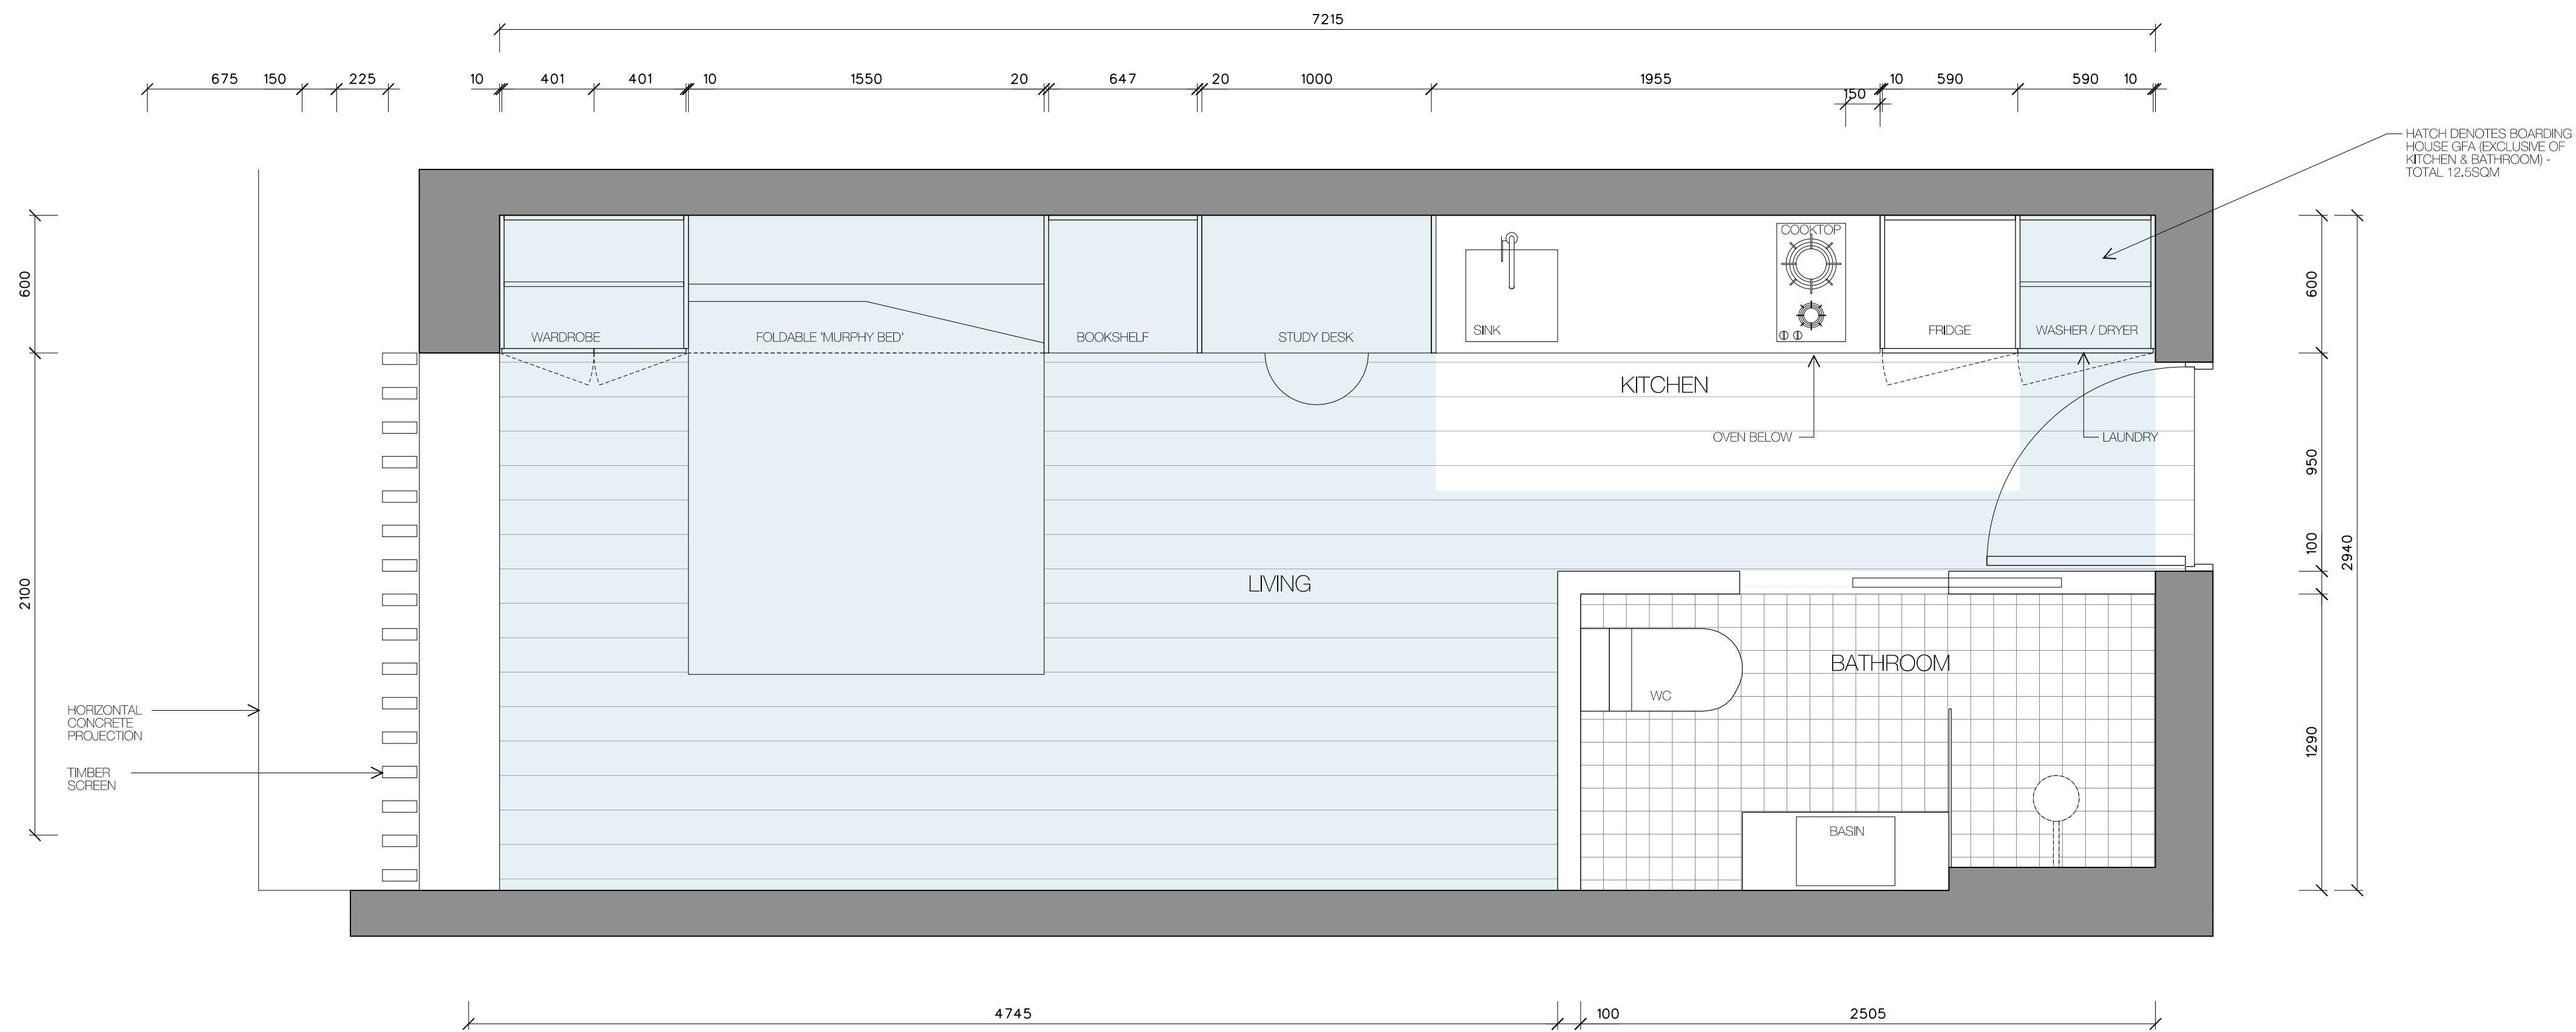 7215
675
150
225
10
401
401
10
1550
20
647
20
1000
1955
150
10
590
590
10
HATCH DENOTES BOARDING
HOUSE GFA (EXCLUSIVE OF
KITCHEN & BATHROOM) -
TOTAL 12.5SQM
600
2100
WARDROBE
FOLDABLE 'MURPHY BED'
BOOKSHELF
STUDY DESK
SINK
COOKTOP
FRIDGE
WASHER / DRYER
KITCHEN
OVEN BELOW
LAUNDRY
LIVING
BATHROOM
WC
BASIN
HORIZONTAL
CONCRETE
PROJECTION
TIMBER
SCREEN
600
950
100
2940
1290
4745
100
2505